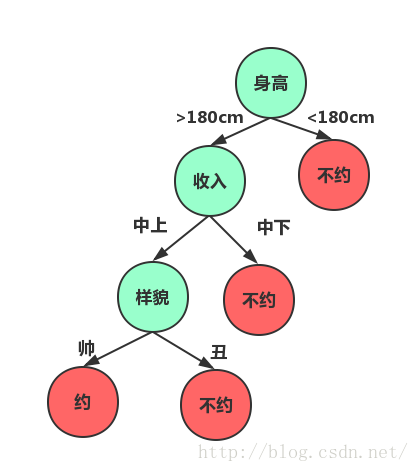 身高
>180cm
<180cm
收入
不约
中上
中下
样貌
不约
帅
丑
约
不约
http://blog.csdn.net/